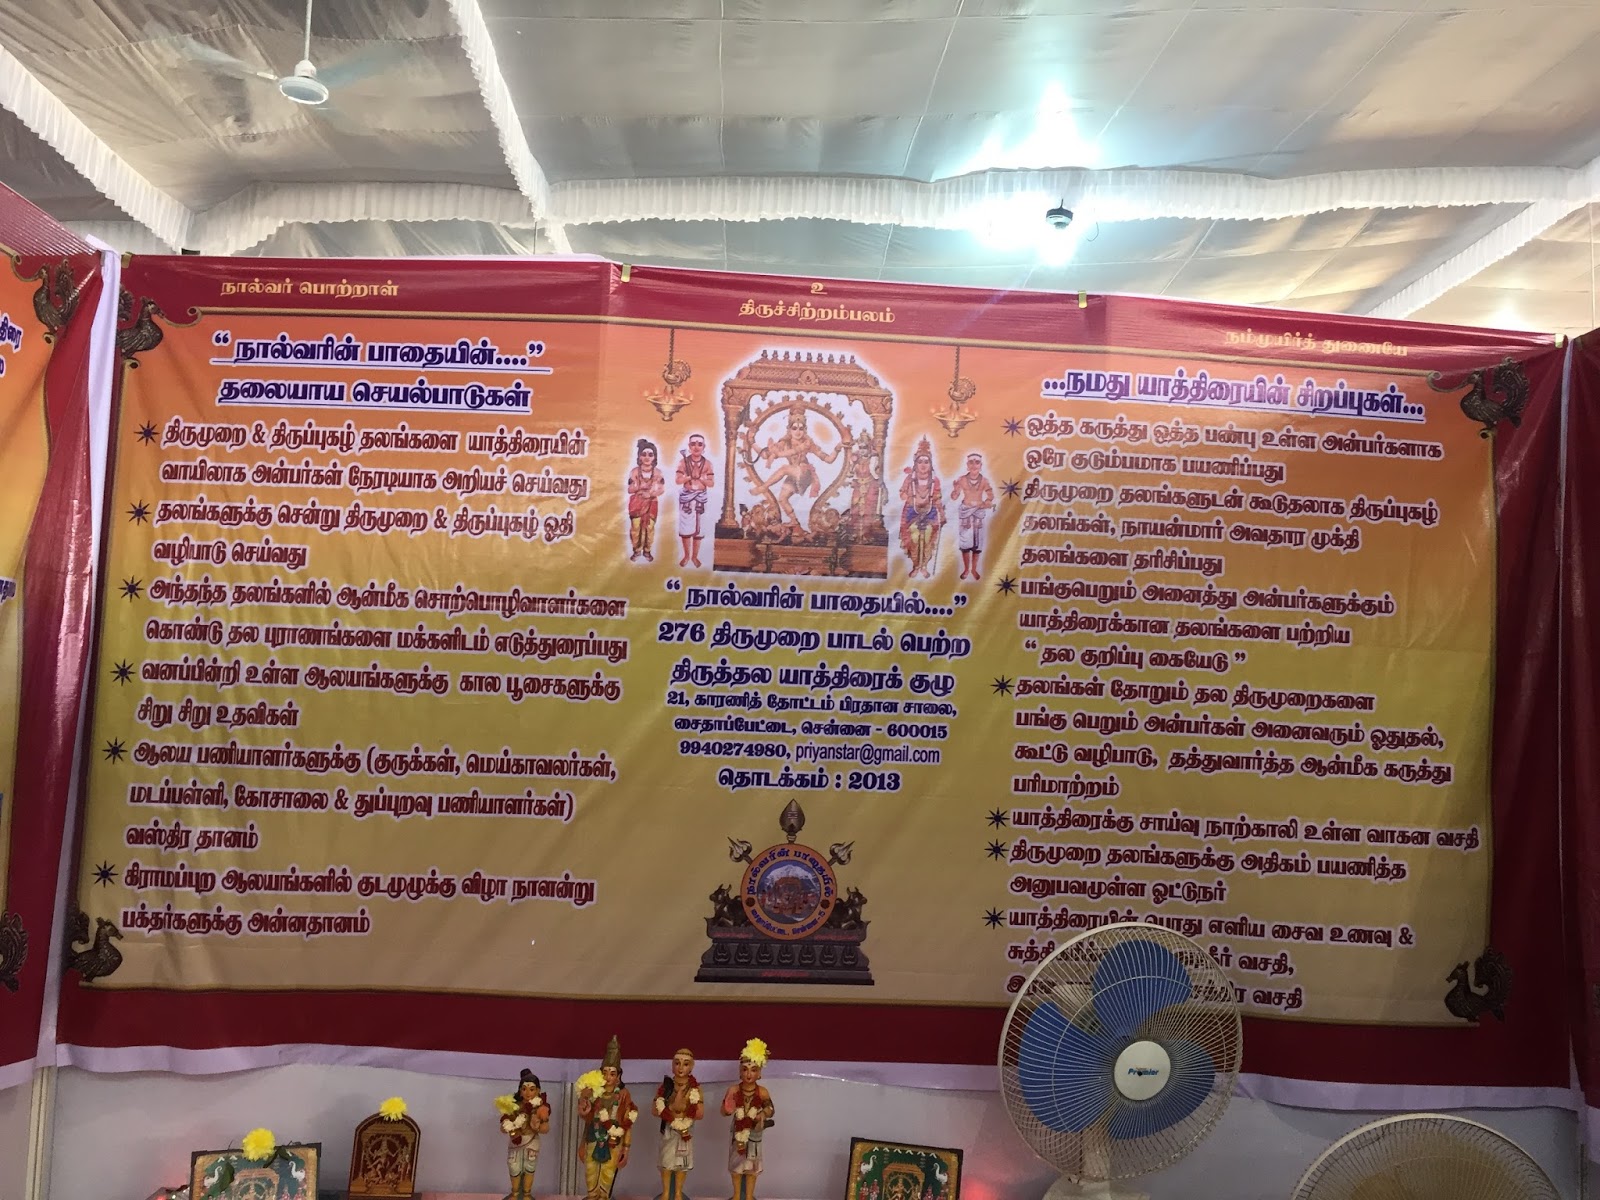 நால்வர் பொற்றாள்
உ
திருச்சிற்றம்பலம்
நம்முயிர்த் துணையே
“ நால்வரின் பாதையின்....”
தலையாய செயல்பாடுகள்
திருமுறை & திருப்புகழ் தலங்களை யாத்திரையின்
வாயிலாக அன்பர்கள் நேரடியாக அறியச் செய்வது
தலங்களுக்கு சென்று திருமுறை & திருப்புகழ் ஓதி
வழிபாடு செய்வது
அந்தந்த தலங்களில் ஆன்மீக சொற்பொழிவாளர்களை
கொண்டு தல புராணங்களை மக்களிடம் எடுத்துரைப்பது
வனப்பின்றி உள்ள ஆலயங்களுக்கு கால பூசைகளுக்கு
சிறு சிறு உதவிகள்
ஆலய பணியாளர்களுக்கு (குருக்கள், மெய்காவலர்கள்,
மடப்பள்ளி, கோசாலை & துப்புறவு பணியாளர்கள்)
வஸ்திர தானம்
கிராமப்புற ஆலயங்களில் குடமுழுக்கு விழா நாளன்று
பக்தர்களுக்கு அன்னதானம்
“ நால்வரின் பாதையில்....”
276 திருமுறை பாடல் பெற்ற
திருத்தல யாத்திரைக் குழு
21, காரணித் தோட்டம் பிரதான சாலை,
சைதாப்பேட்டை, சென்னை - 600015
9940274980, priyanstar@gmail.com
தொடக்கம் : 2013
நால்வரின் பாதையில்
சைதாப்பேட்டை, சென்னை-15
...நமது யாத்திரையின் சிறப்புகள்...
ஒத்த கருத்து ஒத்த பண்பு உள்ள அன்பர்களாக
ஒரே குடும்பமாக பயணிப்பது
திருமுறை தலங்களுடன் கூடுதலாக திருப்புகழ்
தலங்கள், நாயன்மார் அவதார முக்தி
தலங்களை தரிசிப்பது
பங்குபெறும் அனைத்து அன்பர்களுக்கும்
யாத்திரைக்கான தலங்களை பற்றிய
“ தல குறிப்பு கையேடு ”
தலங்கள் தோறும் தல திருமுறைகளை
பங்கு பெறும் அன்பர்கள் அனைவரும் ஓதுதல்,
கூட்டு வழிபாடு, தத்துவார்த்த ஆன்மீக கருத்து
பரிமாற்றம்
யாத்திரைக்கு சாய்வு நாற்காலி உள்ள வாகன வசதி
திருமுறை தலங்களுக்கு அதிகம் பயணித்த
அனுபவமுள்ள ஓட்டுநர்
யாத்திரையின் பொது எளிய சைவ உணவு &
வசதி,
வசதி
Premier